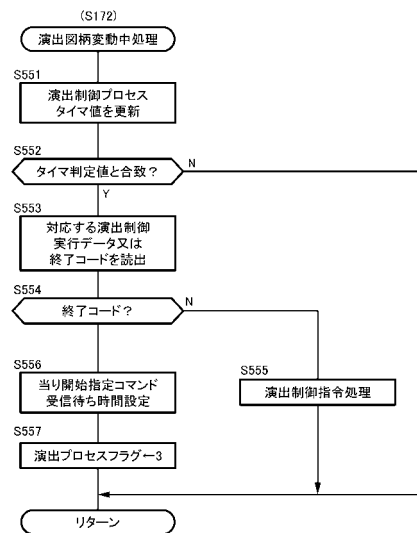 (S172)
演出図柄変動中処理
S551
演出制御プロセス
タイマ値を更新
S552
タイマ判定値と合致?
N
Y
S553
対応する演出制御
実行データ又は
終了コードを読出
S554
終了コード?
N
S556
当り開始指定コマンド
受信待ち時間設定
S555
演出制御指令処理
S557
演出プロセスフラグ←3
リターン